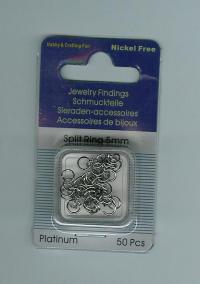 Hobby & Crafting Fun
Nickel Free
Jewelry Findings
Schmuckteile
Sieraden-accessoires
Accessoires de bijoux
Split Ring 5mm
Platinum
50 Pcs